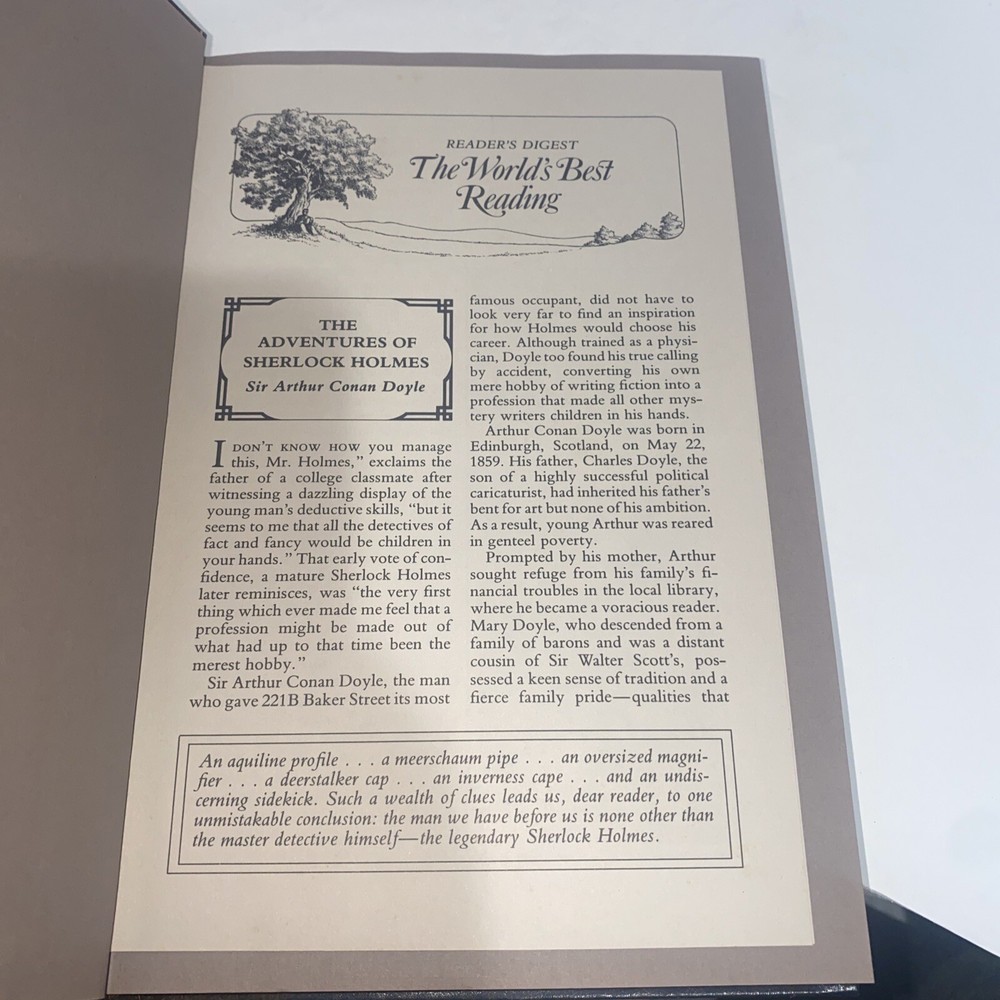 READER'S DIGEST
The World's Best
Reading
THE
ADVENTURES OF
SHERLOCK HOLMES
Sir Arthur Conan Doyle
I DON'T KNOW HOW you manage
this, Mr. Holmes," exclaims the
father of a college classmate after
witnessing a dazzling display of the
young man's deductive skills, "but it
seems to me that all the detectives of
fact and fancy would be children in
your hands." That early vote of con-
fidence, a mature Sherlock Holmes
later reminisces, was "the very first
thing which ever made me feel that a
profession might be made out of
what had up to that time been the
merest hobby."
Sir Arthur Conan Doyle, the man
who gave 221B Baker Street its most
famous occupant, did not have to
look very far to find an inspiration
for how Holmes would choose his
career. Although trained as a physi-
cian, Doyle too found his true calling
by accident, converting his own
mere hobby of writing fiction into a
profession that made all other mys-
tery writers children in his hands.
Arthur Conan Doyle was born in
Edinburgh, Scotland, on May 22,
1859. His father, Charles Doyle, the
son of a highly successful political
caricaturist, had inherited his father's
bent for art but none of his ambition.
As a result, young Arthur was reared
in genteel poverty.
Prompted by his mother, Arthur
sought refuge from his family's fi-
nancial troubles in the local library,
where he became a voracious reader.
Mary Doyle, who descended from a
family of barons and was a distant
cousin of Sir Walter Scott's, pos-
sessed a keen sense of tradition and a
fierce family pride—qualities that
An aquiline profile . . . a meerschaum pipe . . . an oversized magni-
fier . . . a deerstalker cap . . . an inverness cape . . . and an undis-
cerning sidekick. Such a wealth of clues leads us, dear reader, to one
unmistakable conclusion: the man we have before us is none other than
the master detective himself—the legendary Sherlock Holmes.